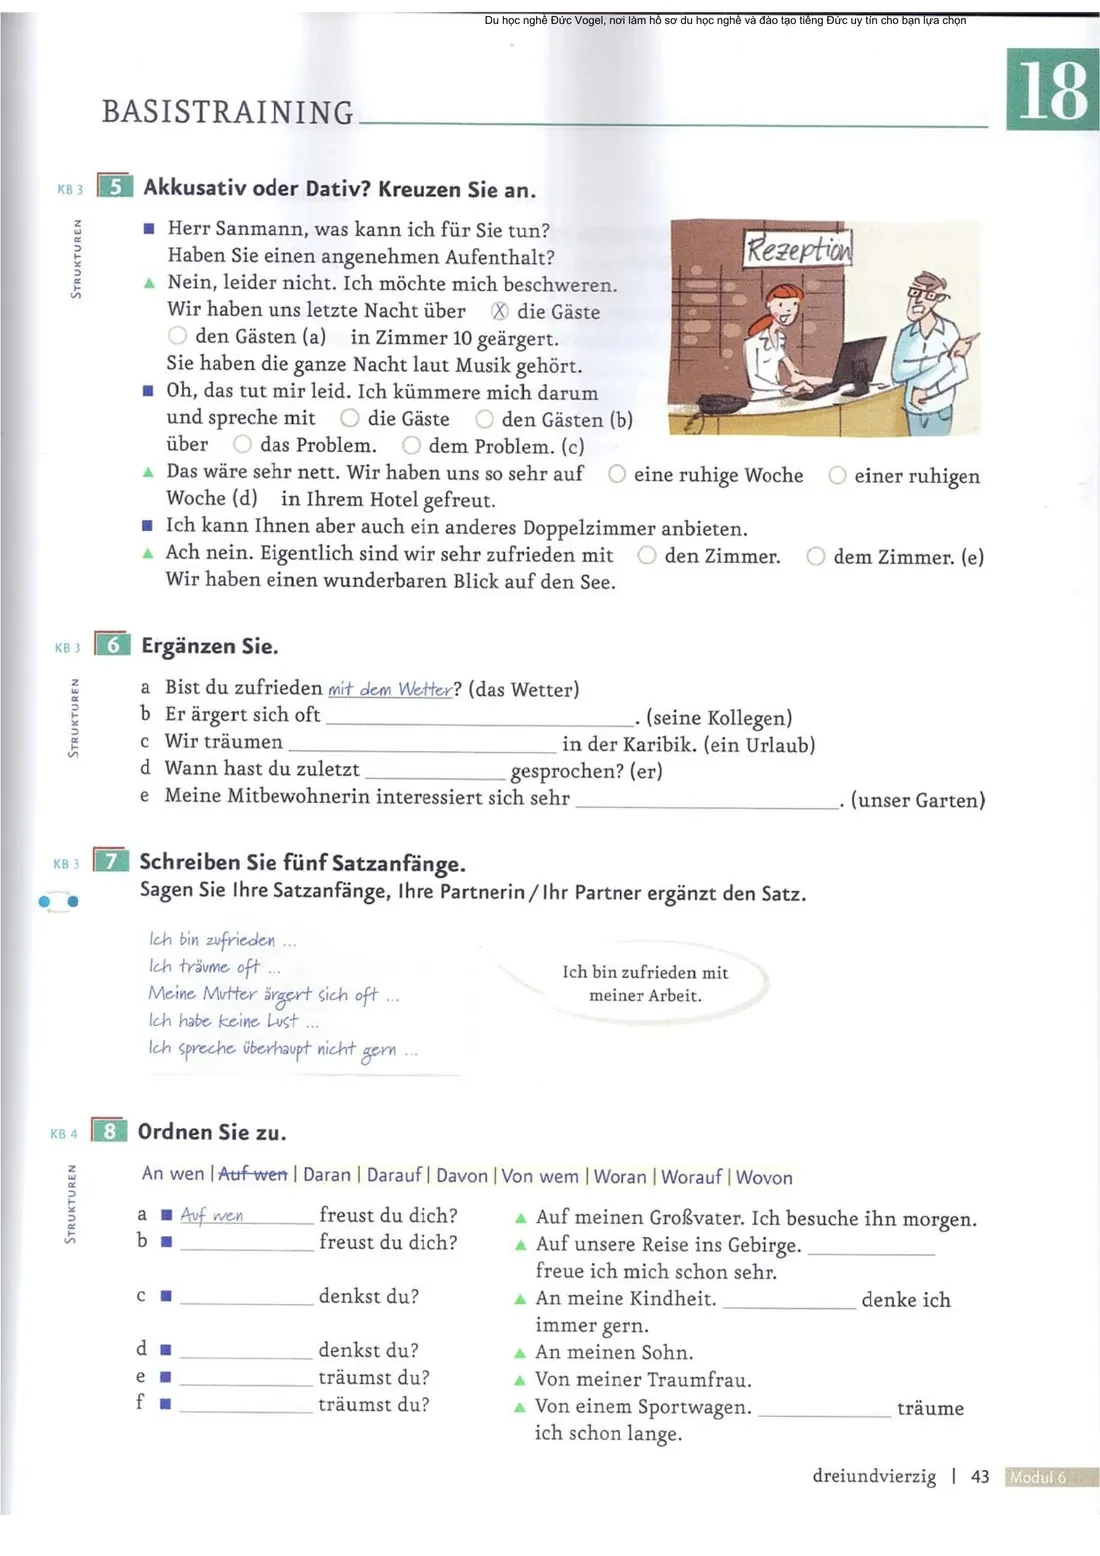 Du học nghề Đức Vogel, nơi làm hồ sơ du học nghề và đào tạo tiếng Đức uy tín cho bạn lựa chọn
18
BASISTRAINING
KB 3 5 Akkusativ oder Dativ? Kreuzen Sie an.
STRUKTUREN
Herr Sanmann, was kann ich für Sie tun?
Haben Sie einen angenehmen Aufenthalt?
Nein, leider nicht. Ich möchte mich beschweren.
Wir haben uns letzte Nacht über ⊗ die Gäste
○ den Gästen (a) in Zimmer 10 geärgert.
Sie haben die ganze Nacht laut Musik gehört.
Oh, das tut mir leid. Ich kümmere mich darum
und spreche mit ○ die Gäste ○ den Gästen (b)
über ○ das Problem. ○ dem Problem. (c)
Das wäre sehr nett. Wir haben uns so sehr auf ○ eine ruhige Woche ○ einer ruhigen
Woche (d) in Ihrem Hotel gefreut.
Ich kann Ihnen aber auch ein anderes Doppelzimmer anbieten.
Ach nein. Eigentlich sind wir sehr zufrieden mit ○ den Zimmer. ○ dem Zimmer. (e)
Wir haben einen wunderbaren Blick auf den See.
Rezeption
KB 3 6 Ergänzen Sie.
STRUKTUREN
a Bist du zufrieden mit dem Wetter? (das Wetter)
b Er ärgert sich oft ____________. (seine Kollegen)
c Wir träumen ____________ in der Karibik. (ein Urlaub)
d Wann hast du zuletzt ____________ gesprochen? (er)
e Meine Mitbewohnerin interessiert sich sehr ____________. (unser Garten)
KB 3 7 Schreiben Sie fünf Satzanfänge.
Sagen Sie Ihre Satzanfänge, Ihre Partnerin / Ihr Partner ergänzt den Satz.
Ich bin zufrieden ...
Ich träume oft ...
Meine Mutter ärgert sich oft ...
Ich habe keine Lust ...
Ich spreche überhaupt nicht gern ...
Ich bin zufrieden mit
meiner Arbeit.
KB 4 8 Ordnen Sie zu.
STRUKTUREN
An wen | Auf wen | Daran | Darauf | Davon | Von wem | Woran | Worauf | Wovon
a Auf wen freust du dich? Auf meinen Großvater. Ich besuche ihn morgen.
b ____________ freust du dich? Auf unsere Reise ins Gebirge. ____________
freue ich mich schon sehr.
c ____________ denkst du? An meine Kindheit. ____________ denke ich
immer gern.
d ____________ denkst du? An meinen Sohn.
e ____________ träumst du? Von meiner Traumfrau.
f ____________ träumst du? Von einem Sportwagen. ____________ träume
ich schon lange.
dreiundvierzig | 43 Modul 6